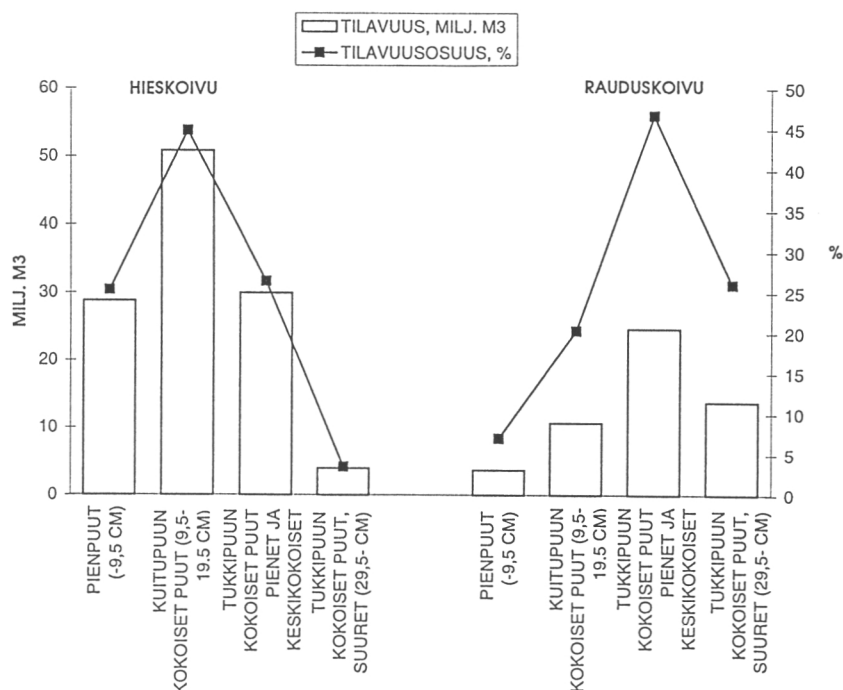 TILAVUUS, MILJ. M3
TILAVUUSOSUUS, %
HIESKOIVU
RAUDUSKOIVU
MILJ. M3
60
50
40
30
20
10
0
50
45
40
35
30
25
20
15
10
5
0
%
PIENPUUT
(-9,5 CM)
KUITUPUUN
KOKOISET PUUT (9,5-
19.5 CM)
TUKKIPUUN
KOKOISET PUUT
PIENET JA
KESKIKOKOISET
TUKKIPUUN
KOKOISET PUUT,
SUURET (29,5- CM)
PIENPUUT
(-9,5 CM)
KUITUPUUN
KOKOISET PUUT (9,5-
19.5 CM)
TUKKIPUUN
KOKOISET PUUT
PIENET JA
KESKIKOKOISET
TUKKIPUUN
KOKOISET PUUT,
SUURET (29,5- CM)